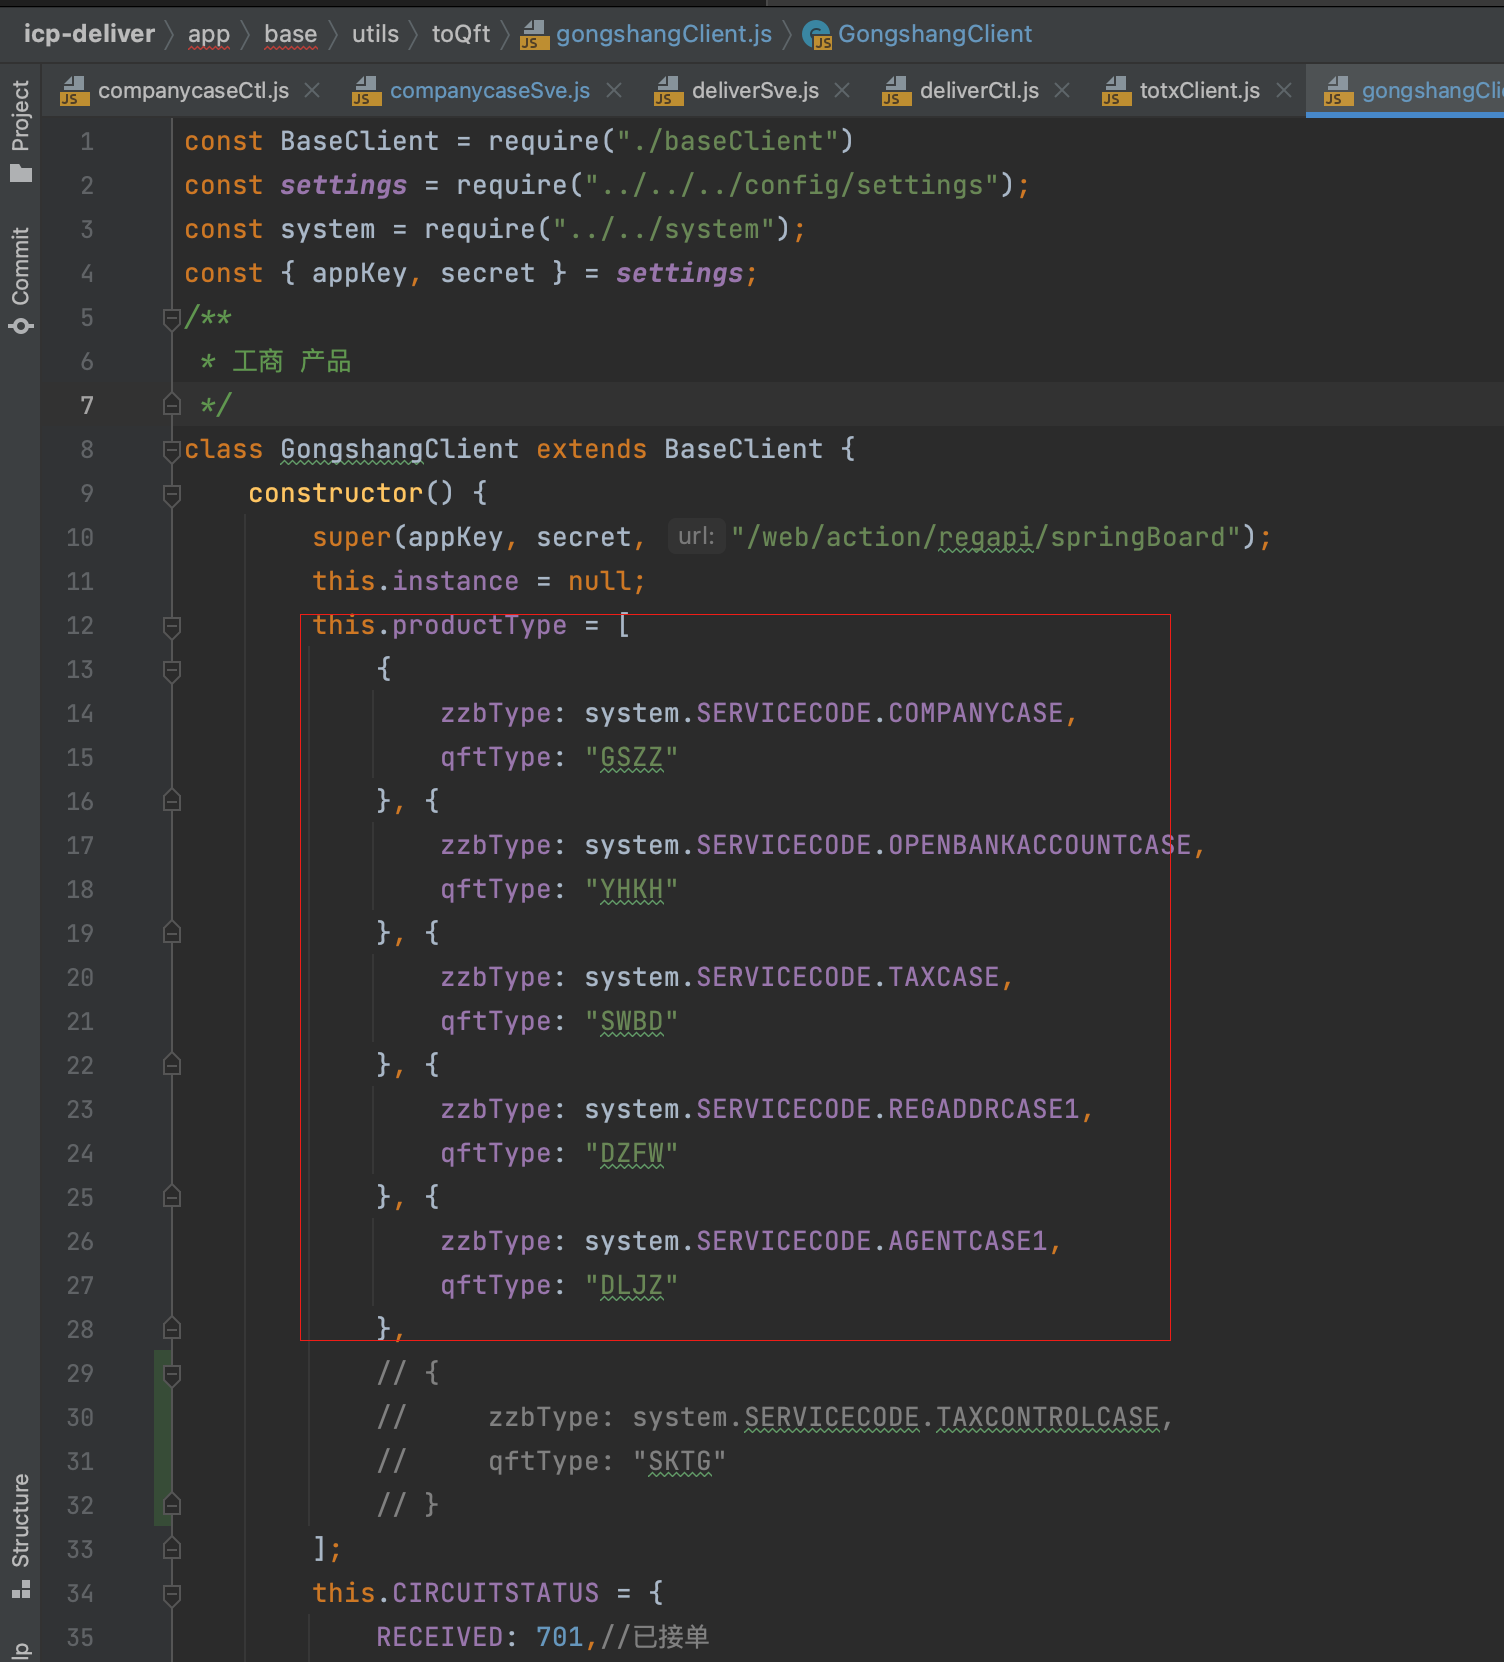 icp-deliver app base utils toQft gongshangClient.js GongshangClient
companycaseCtl.js companycaseSve.js deliverSve.js deliverCtl.js totxClient.js gongshangCli
Project
Commit
Structure
1 const BaseClient = require("./baseClient")
2 const settings = require("../../../config/settings");
3 const system = require("../../system");
4 const { appKey, secret } = settings;
5 /**
6 * 工商 产品
7 */
8 class GongshangClient extends BaseClient {
9 constructor() {
10 super(appKey, secret, url: "/web/action/regapi/springBoard");
11 this.instance = null;
12 this.productType = [
13 {
14 zzbType: system.SERVICECODE.COMPANYCASE,
15 qftType: "GSZZ"
16 }, {
17 zzbType: system.SERVICECODE.OPENBANKACCOUNTCASE,
18 qftType: "YHKH"
19 }, {
20 zzbType: system.SERVICECODE.TAXCASE,
21 qftType: "SWBD"
22 }, {
23 zzbType: system.SERVICECODE.REGADDRCASE1,
24 qftType: "DZFW"
25 }, {
26 zzbType: system.SERVICECODE.AGENTCASE1,
27 qftType: "DLJZ"
28 },
29 // {
30 // zzbType: system.SERVICECODE.TAXCONTROLCASE,
31 // qftType: "SKTG"
32 // }
33 ];
34 this.CIRCUITSTATUS = {
35 RECEIVED: 701,//已接单